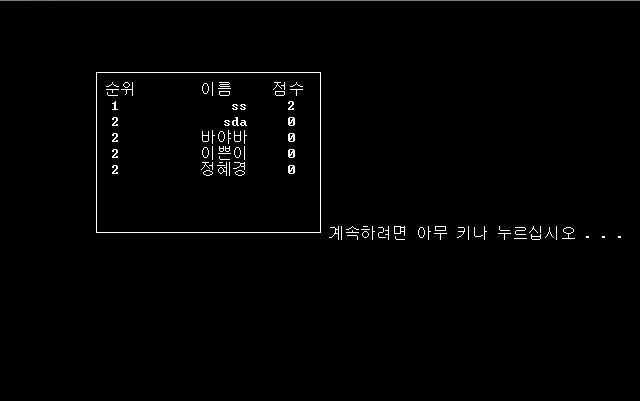 순위 이름 점수
1 ss 2
2 sda 0
2 바야바 0
2 이쁜이 0
2 정혜경 0
계속하려면 아무 키나 누르십시오 . . .